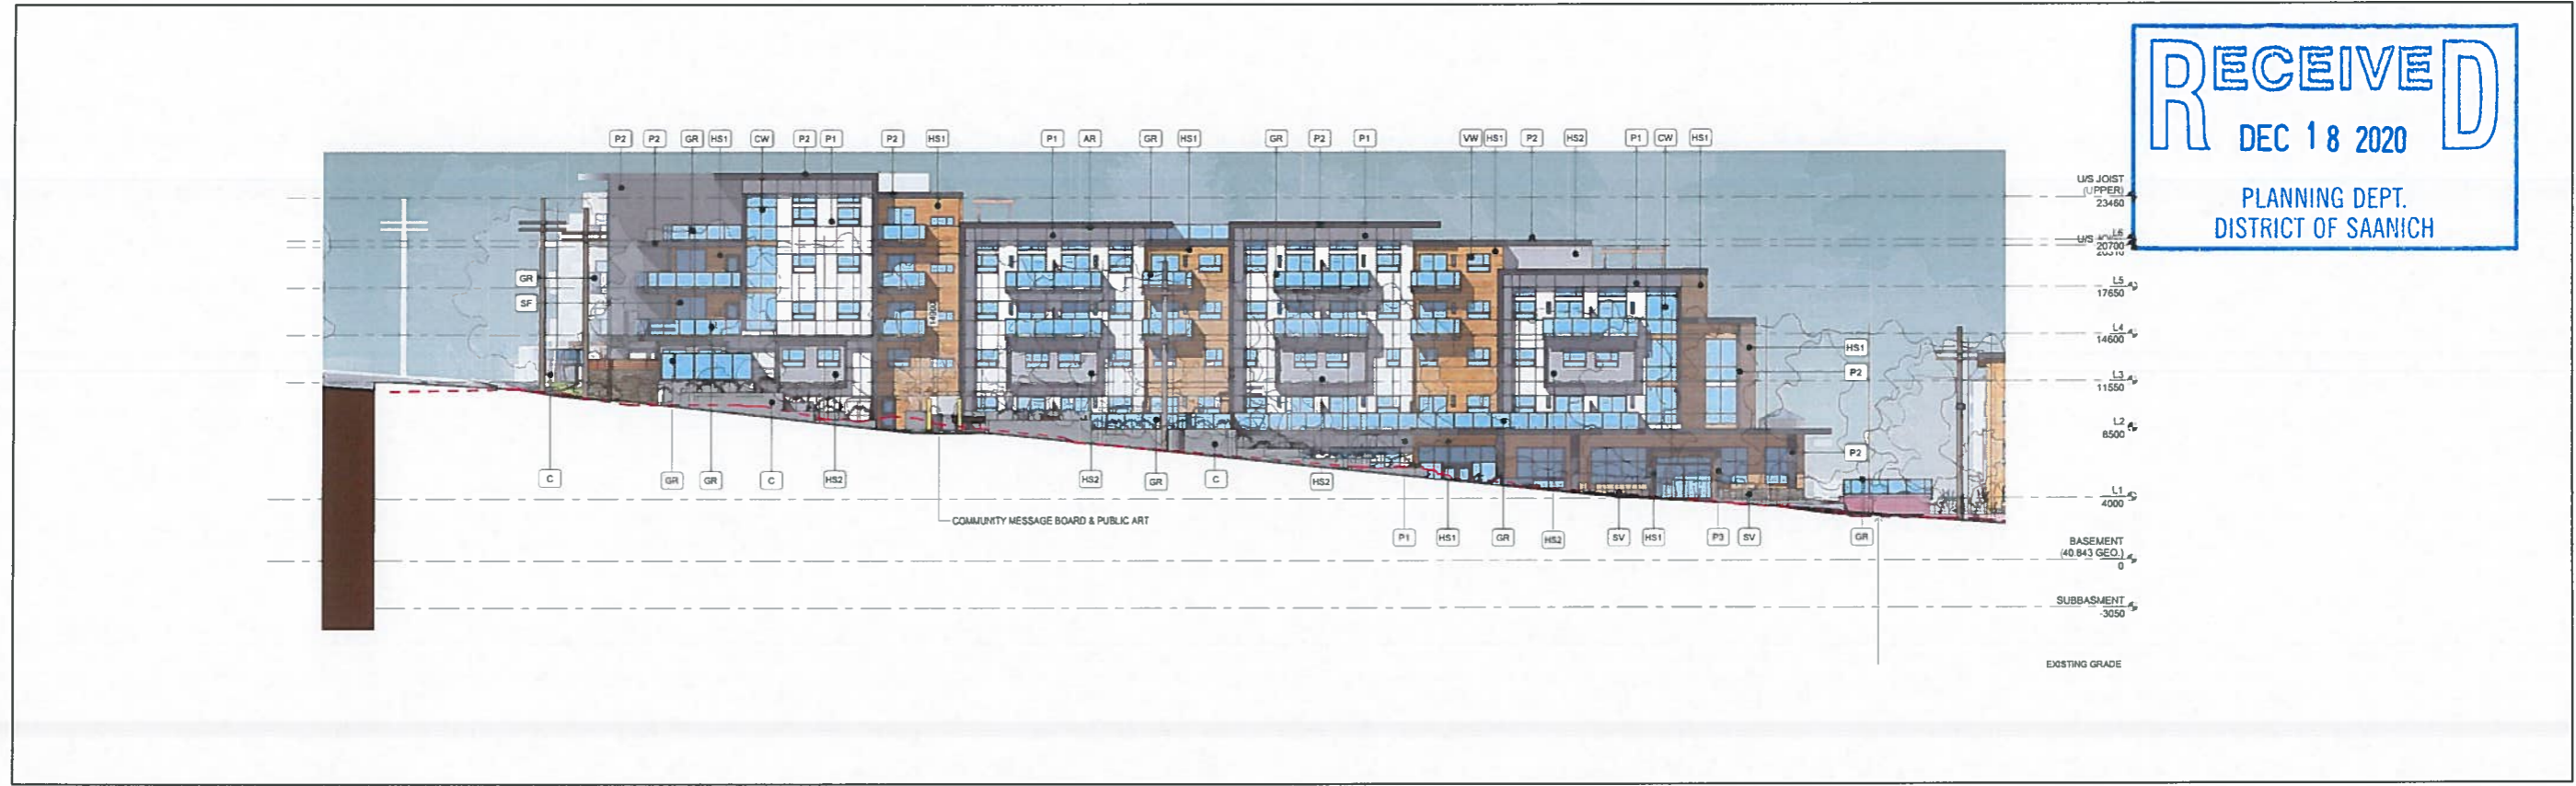 RECEIVED
DEC 18 2020
PLANNING DEPT.
DISTRICT OF SAANICH
P2 P2 GR HS1 CW P2 P1 P2 HS1 P1 AR GR HS1 GR P2 P1 VW HS1 P2 HS2 P1 CW HS1
U/S JOIST
(UPPER)
23460
L6
20700
GR
SF
L5
17650
L4
14600
HS1
P2
L3
11550
L2
8500
P2
C GR GR C HS2 HS2 GR C HS2
L1
4000
COMMUNITY MESSAGE BOARD & PUBLIC ART
P1 HS1 GR HS2 SV HS1 P3 SV GR
BASEMENT
(40.843 GEO.)
0
SUBBASMENT
-3050
EXISTING GRADE